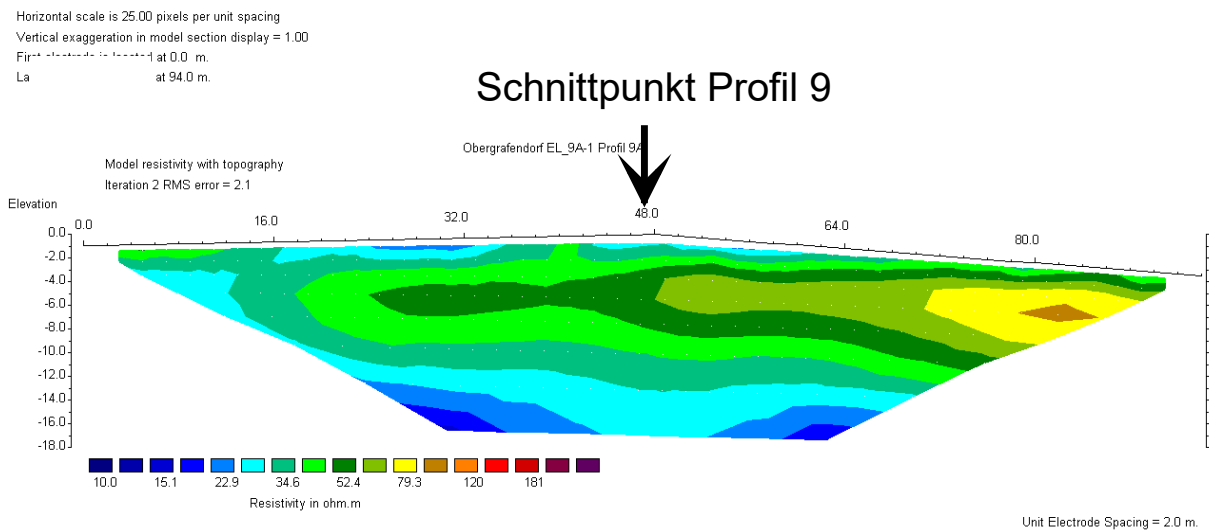 Horizontal scale is 25.00 pixels per unit spacing
Vertical exaggeration in model section display = 1.00
at 0.0 m.
La at 94.0 m.
Schnittpunkt Profil 9
Obergrafendorf EL_9A-1 Profil 9A
Model resistivity with topography
Iteration 2 RMS error = 2.1
Elevation
0.0 16.0 32.0 48.0 64.0 80.0
0.0
-2.0
-4.0
-6.0
-8.0
-10.0
-12.0
-14.0
-16.0
-18.0
10.0 15.1 22.9 34.6 52.4 79.3 120 181
Resistivity in ohm.m
Unit Electrode Spacing = 2.0 m.